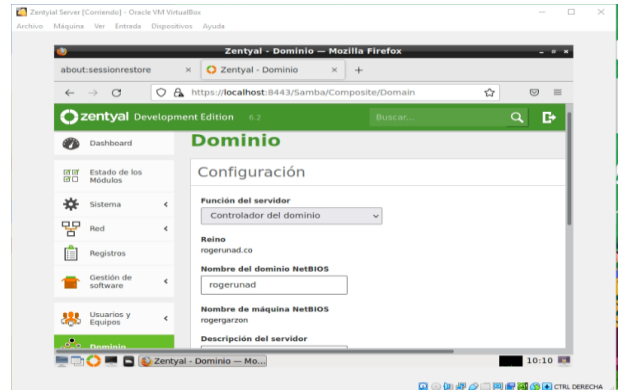 Zentyal Server [Corriendo] - Oracle VM VirtualBox
Archivo Máquina Ver Entrada Dispositivos Ayuda
Zentyal - Dominio — Mozilla Firefox
about:sessionrestore
Zentyal - Dominio
https://localhost:8443/Samba/Composite/Domain
zentyal Development Edition 6.2
Buscar...
Dashboard
Estado de los
Módulos
Sistema
Red
Registros
Gestión de
software
Usuarios y
Equipos
Dominio
Dominio
Configuración
Función del servidor
Controlador del dominio
Reino
rogerunad.co
Nombre del dominio NetBIOS
rogerunad
Nombre de máquina NetBIOS
rogergarzon
Descripción del servidor
Zentyal - Dominio — Mo...
10:10
CTRL DERECHA